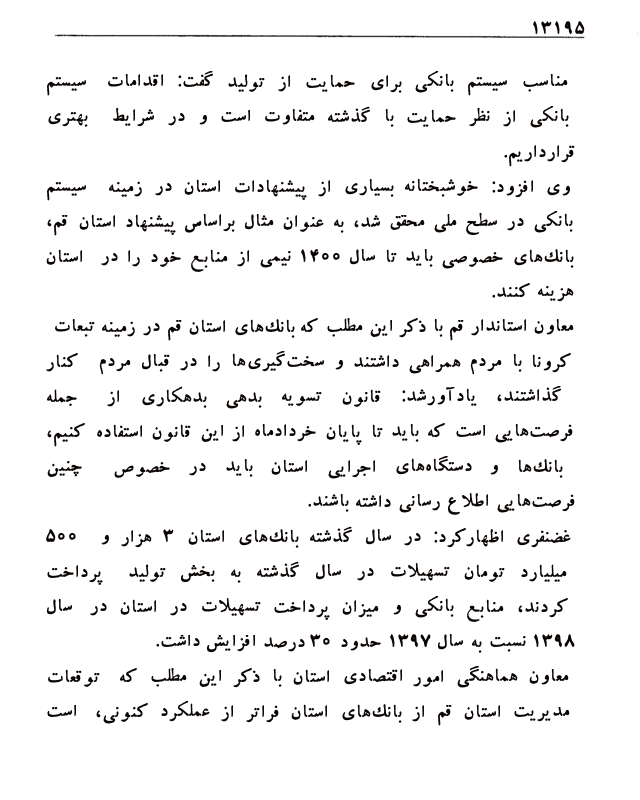 ۱۳۱۹۵
مناسب سیستم بانکی برای حمایت از تولید گفت: اقدامات سیستم
بانکی از نظر حمایت با گذشته متفاوت است و در شرایط بهتری
قرارداریم.
وی افزود: خوشبختانه بسیاری از پیشنهادات استان در زمینه سیستم
بانکی در سطح ملی محقق شد، به عنوان مثال براساس پیشنهاد استان قم،
بانك‌های خصوصی باید تا سال ۱۴۰۰ نیمی از منابع خود را در استان
هزینه کنند.
معاون استاندار قم با ذکر این مطلب که بانك‌های استان قم در زمینه تبعات
کرونا با مردم همراهی داشتند و سخت‌گیری‌ها را در قبال مردم کنار
گذاشتند، یادآورشد: قانون تسویه بدهی بدهکاری از جمله
فرصت‌هایی است که باید تا پایان خردادماه از این قانون استفاده کنیم،
بانك‌ها و دستگاه‌های اجرایی استان باید در خصوص چنین
فرصت‌هایی اطلاع رسانی داشته باشند.
غضنفری اظهارکرد: در سال گذشته بانك‌های استان ۳ هزار و ۵۰۰
میلیارد تومان تسهیلات در سال گذشته به بخش تولید پرداخت
کردند، منابع بانکی و میزان پرداخت تسهیلات در استان در سال
۱۳۹۸ نسبت به سال ۱۳۹۷ حدود ۳۰ درصد افزایش داشت.
معاون هماهنگی امور اقتصادی استان با ذکر این مطلب که توقعات
مدیریت استان قم از بانك‌های استان فراتر از عملکرد کنونی، است